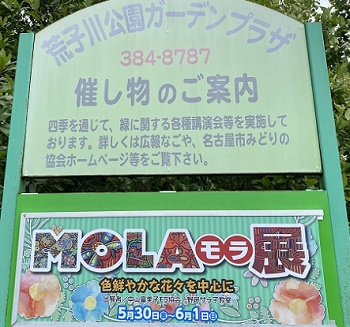 荒子川公園ガーデンプラザ
384-8787
催し物のご案内
四季を通じて、緑に関する各種講演会等を実施して
おります。詳しくは広報なごや、名古屋市みどりの
協会ホームページ等をご覧下さい。
MOLAモラ展
色鮮やかな花々を中心に
5月30日 6月1日